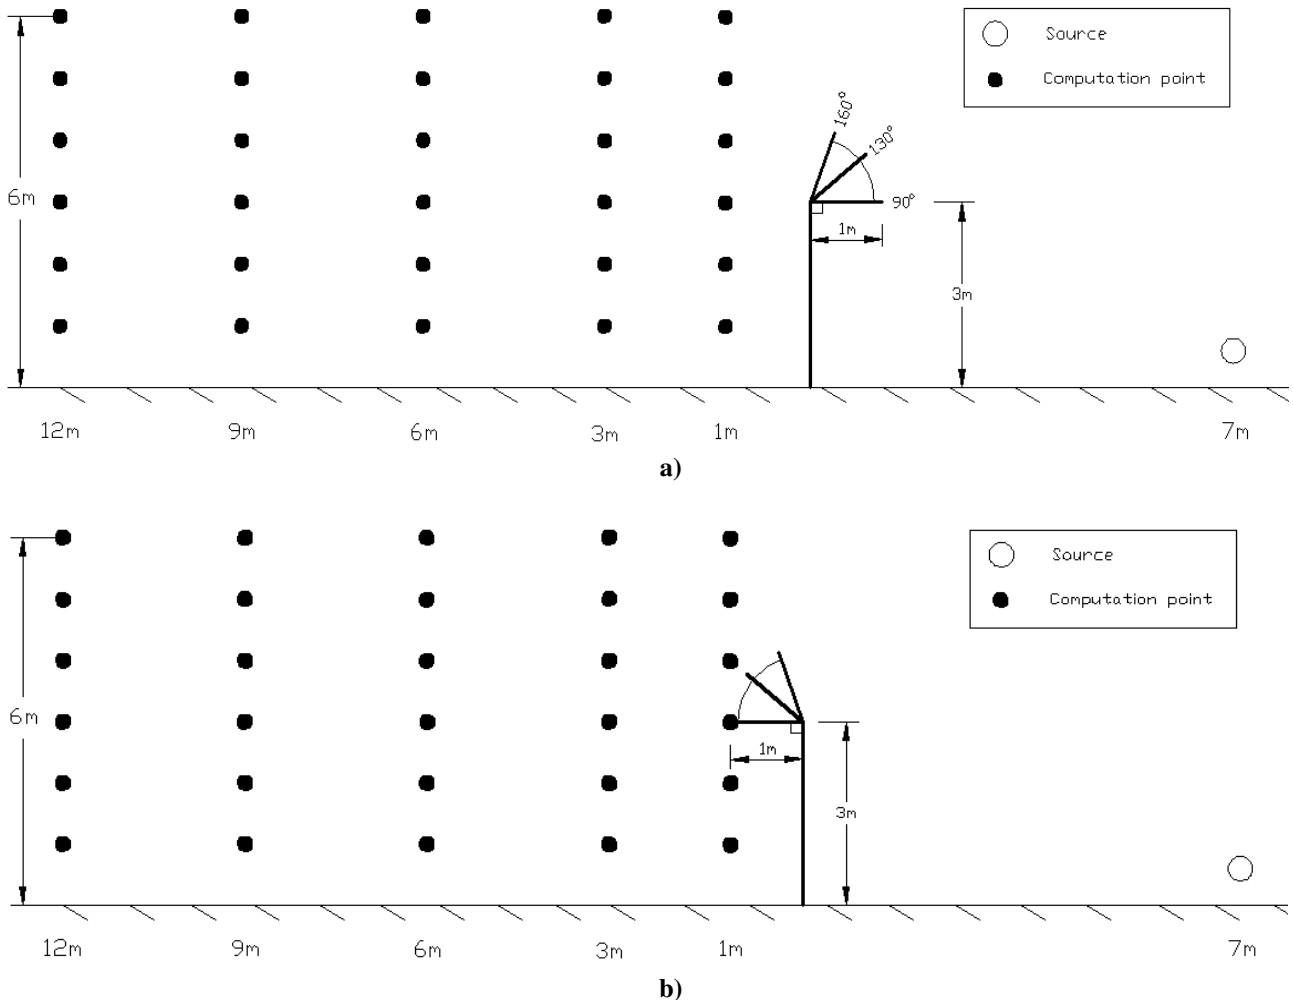 Source
Computation point
160°
130°
6m
90°
1m
3m
12m 9m 6m 3m 1m 7m
a)
Source
Computation point
6m
1m
3m
12m 9m 6m 3m 1m 7m
b)